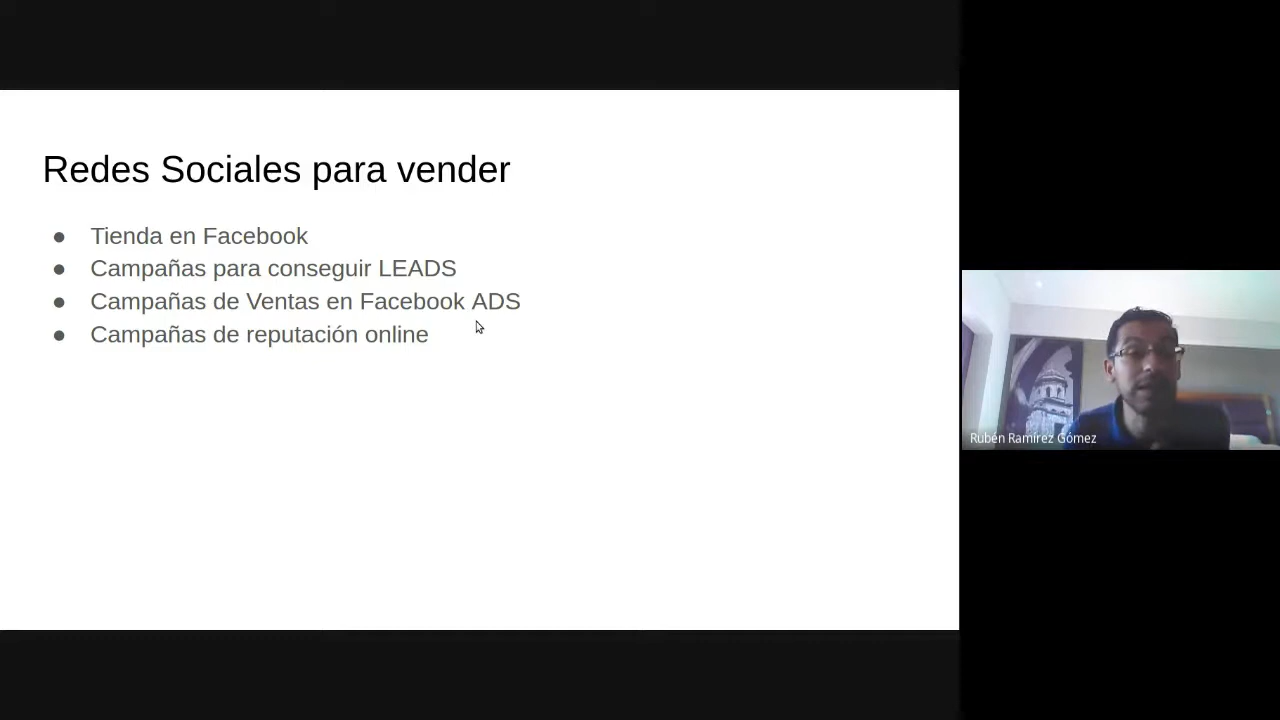 Redes Sociales para vender
● Tienda en Facebook
● Campañas para conseguir LEADS
● Campañas de Ventas en Facebook ADS
● Campañas de reputación online
Rubén Ramírez Gómez